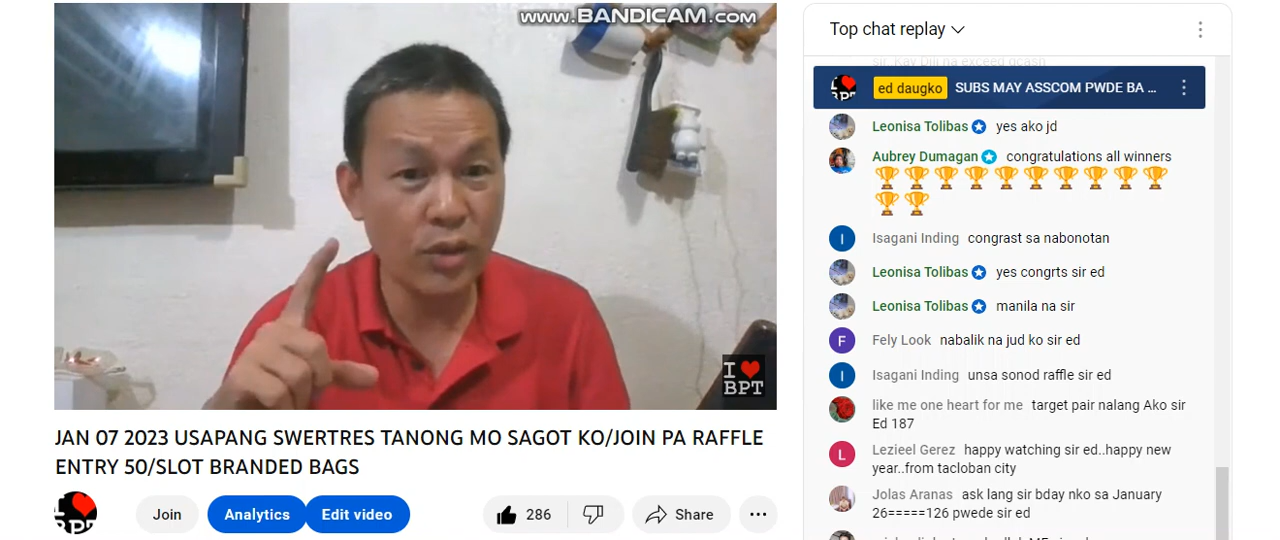 www.BANDICAM.com
I ❤
BPT
JAN 07 2023 USAPANG SWERTRES TANONG MO SAGOT KO/JOIN PA RAFFLE
ENTRY 50/SLOT BRANDED BAGS
Join
Analytics
Edit video
286
Share
Top chat replay
sir. Kay Dili na exceed gcash
ed daugko SUBS MAY ASSCOM PWDE BA ...
Leonisa Tolibas yes ako jd
Aubrey Dumagan congratulations all winners
🏆🏆🏆🏆🏆🏆🏆🏆🏆🏆
🏆🏆
Isagani Inding congrast sa nabonotan
Leonisa Tolibas yes congrts sir ed
Leonisa Tolibas manila na sir
F Fely Look nabalik na jud ko sir ed
I Isagani Inding unsa sonod raffle sir ed
like me one heart for me target pair nalang Ako sir
Ed 187
L Lezieel Gerez happy watching sir ed..happy new
year..from tacloban city
Jolas Aranas ask lang sir bday nko sa January
26=====126 pwede sir ed